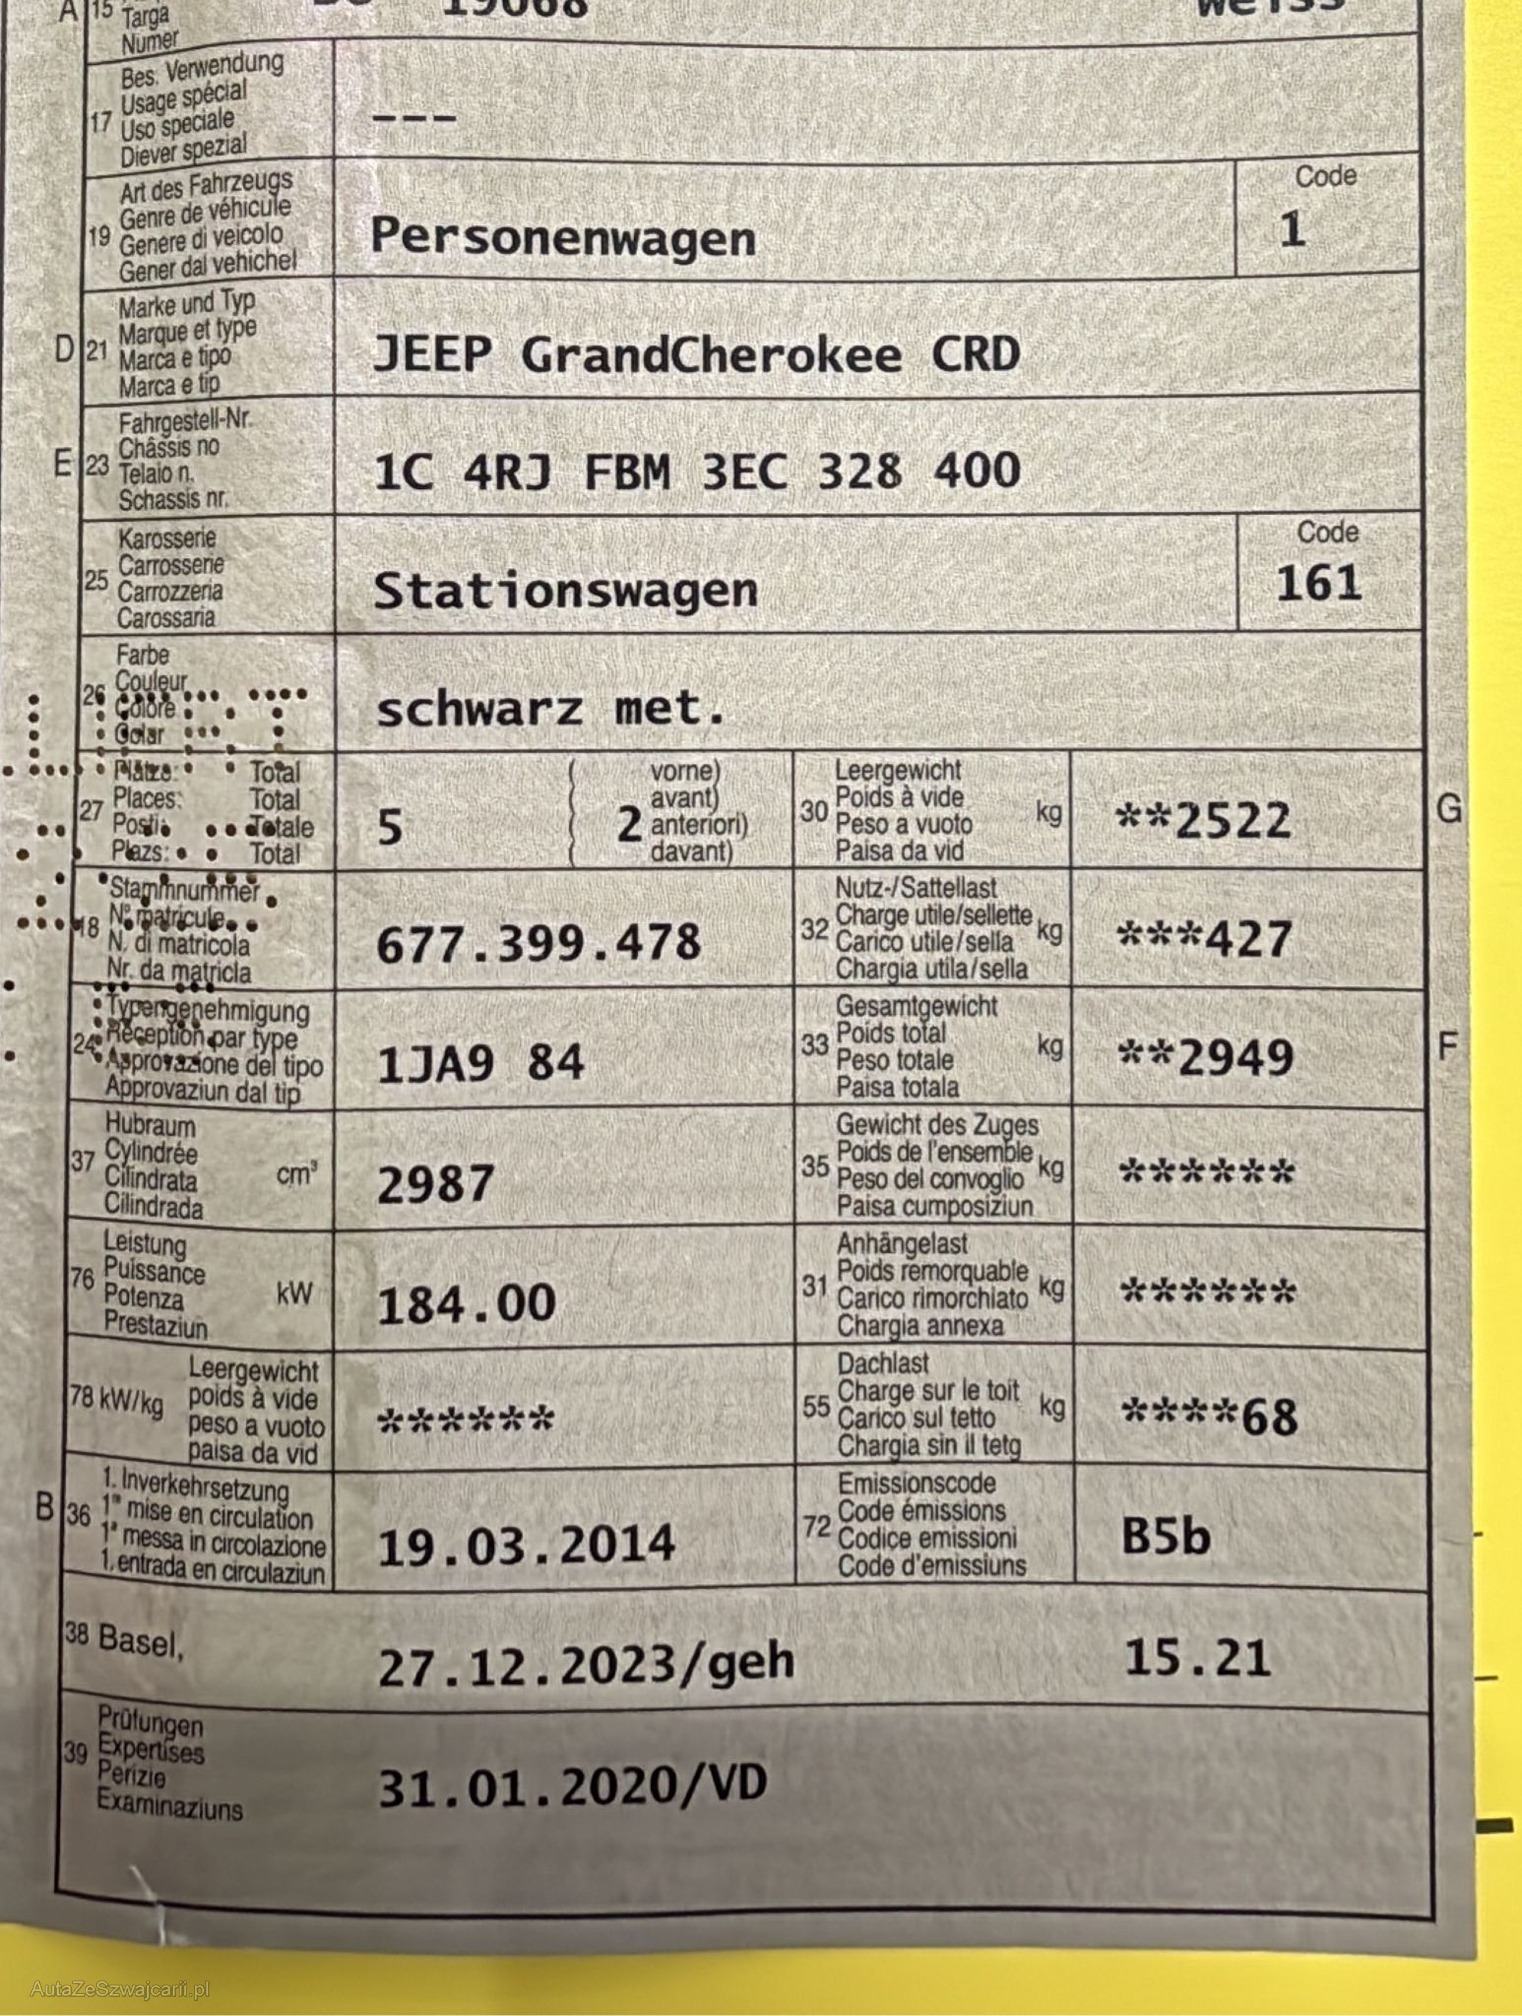 A 15 Targa
Numer
19068
weiss
17 Bes. Verwendung
Usage spécial
Uso speciale
Diever spezial
---
19 Art des Fahrzeugs
Genre de véhicule
Genere di veicolo
Gener dal vehichel
Personenwagen
Code
1
D 21 Marke und Typ
Marque et type
Marca e tipo
Marca e tip
JEEP GrandCherokee CRD
E 23 Fahrgestell-Nr.
Châssis no
Telaio n.
Schassis nr.
1C 4RJ FBM 3EC 328 400
25 Karosserie
Carrosserie
Carrozzeria
Carossaria
Stationswagen
Code
161
26 Farbe
Couleur
Colore
Colar
schwarz met.
27 Plätze: Total
Places: Total
Posti: Totale
Plazs: Total
5
2
vorne)
avant)
anteriori)
davant)
30 Leergewicht
Poids à vide
Peso a vuoto
Paisa da vid
kg
**2522
G
18 Stammnummer
N° matricule
N. di matricola
Nr. da matricla
677.399.478
32 Nutz-/Sattellast
Charge utile/sellette
Carico utile/sella
Chargia utila/sella
kg
***427
24 Typengenehmigung
Réception par type
Approvazione del tipo
Approvaziun dal tip
1JA9 84
33 Gesamtgewicht
Poids total
Peso totale
Paisa totala
kg
**2949
F
37 Hubraum
Cylindrée
Cilindrata
Cilindrada
cm³
2987
35 Gewicht des Zuges
Poids de l'ensemble
Peso del convoglio
Paisa cumposiziun
kg
******
76 Leistung
Puissance
Potenza
Prestaziun
kW
184.00
31 Anhängelast
Poids remorquable
Carico rimorchiato
Chargia annexa
kg
******
78 kW/kg
Leergewicht
poids à vide
peso a vuoto
paisa da vid
******
55 Dachlast
Charge sur le toit
Carico sul tetto
Chargia sin il tetg
kg
****68
B 36 1. Inverkehrsetzung
1re mise en circulation
1a messa in circolazione
1. entrada en circulaziun
19.03.2014
72 Emissionscode
Code émissions
Codice emissioni
Code d'emissiuns
B5b
38 Basel,
27.12.2023/geh
15.21
39 Prüfungen
Expertises
Perizie
Examinaziuns
31.01.2020/VD
AutaZeSzwajcarii.pl